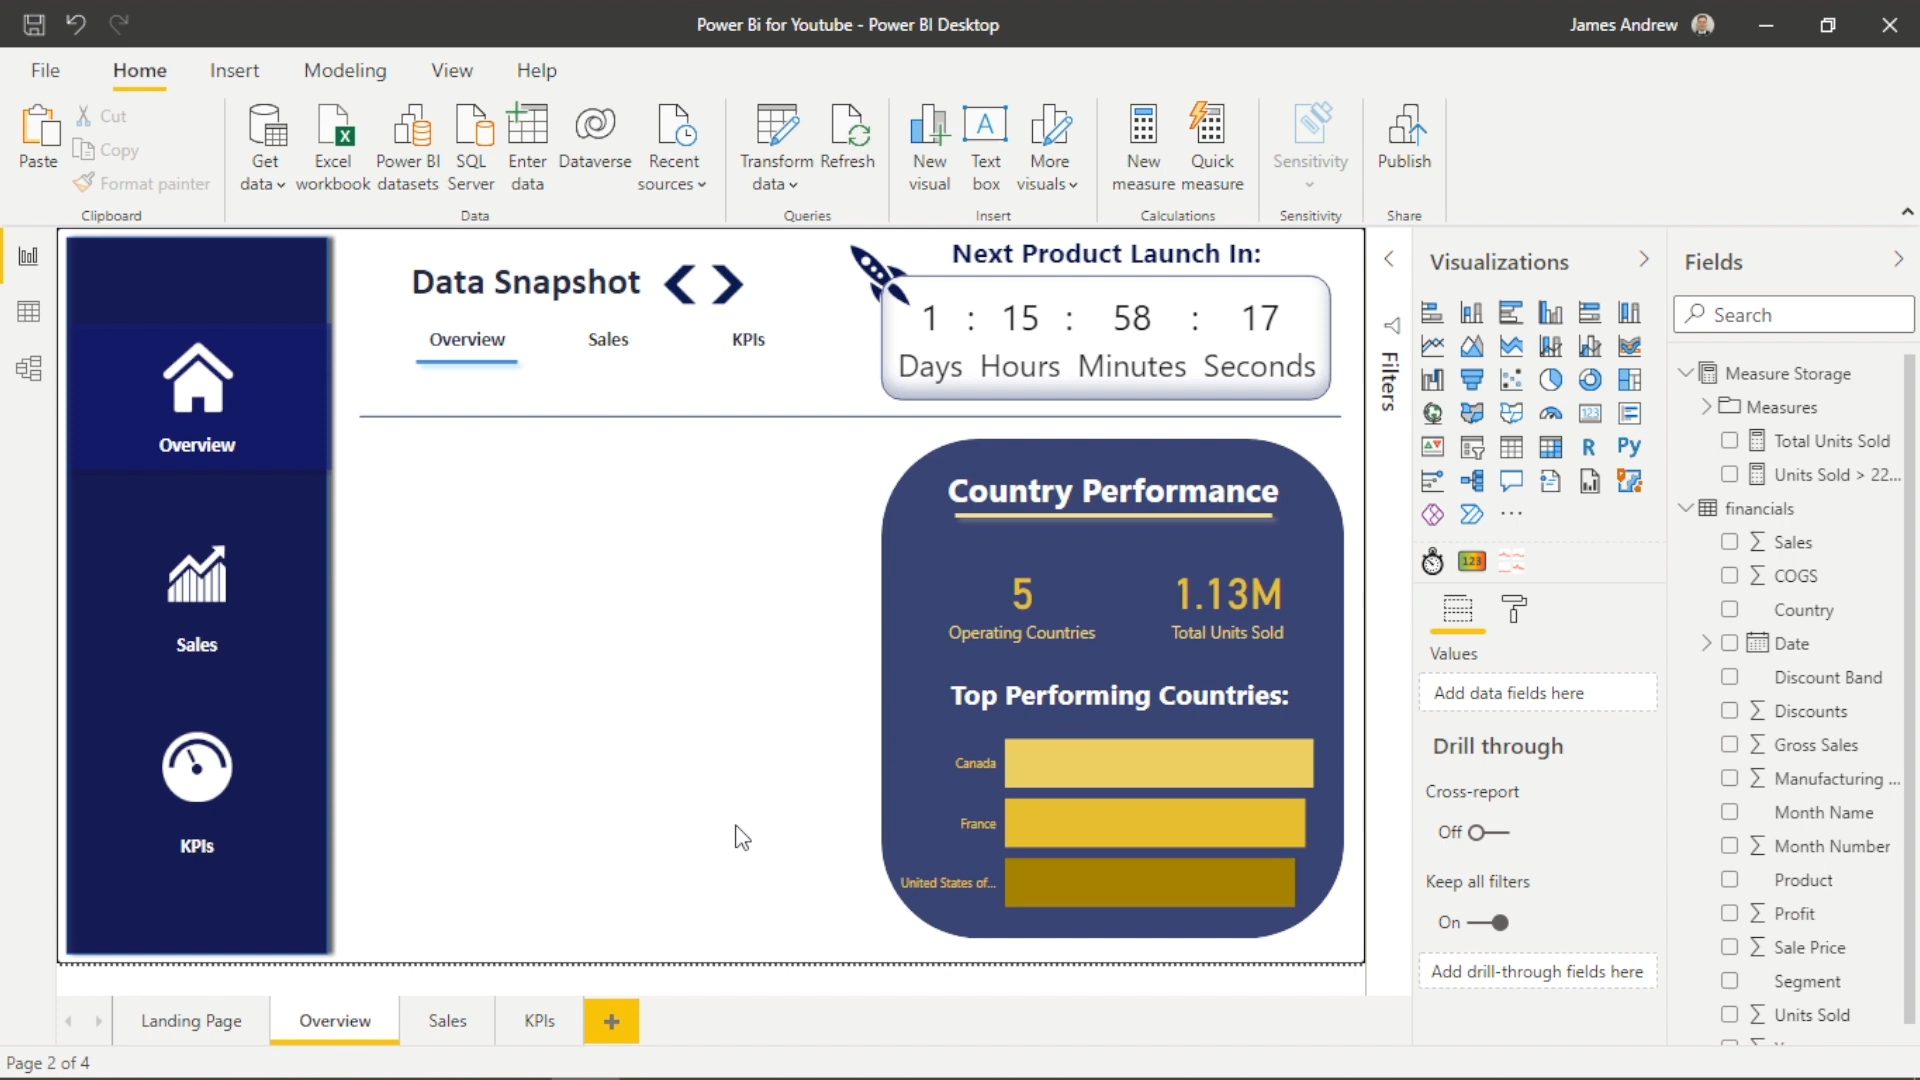 Power Bi for Youtube - Power BI Desktop
James Andrew
File Home Insert Modeling View Help
Paste
Cut
Copy
Format painter
Clipboard
Get data
Excel workbook
Power BI datasets
SQL Server
Enter data
Dataverse
Recent sources
Data
Transform data
Refresh
Queries
New visual
Text box
More visuals
Insert
New measure
Quick measure
Calculations
Sensitivity
Sensitivity
Publish
Share
Overview
Sales
KPIs
Data Snapshot
Overview Sales KPIs
Next Product Launch In:
1 : 15 : 58 : 17
Days Hours Minutes Seconds
Country Performance
5 1.13M
Operating Countries Total Units Sold
Top Performing Countries:
Canada
France
United States of...
Filters
Visualizations
123
R
Py
123
Values
Add data fields here
Drill through
Cross-report
Off
Keep all filters
On
Add drill-through fields here
Fields
Search
Measure Storage
Measures
Total Units Sold
Units Sold > 22...
financials
Sales
COGS
Country
Date
Discount Band
Discounts
Gross Sales
Manufacturing ...
Month Name
Month Number
Product
Profit
Sale Price
Segment
Units Sold
Landing Page Overview Sales KPIs
Page 2 of 4